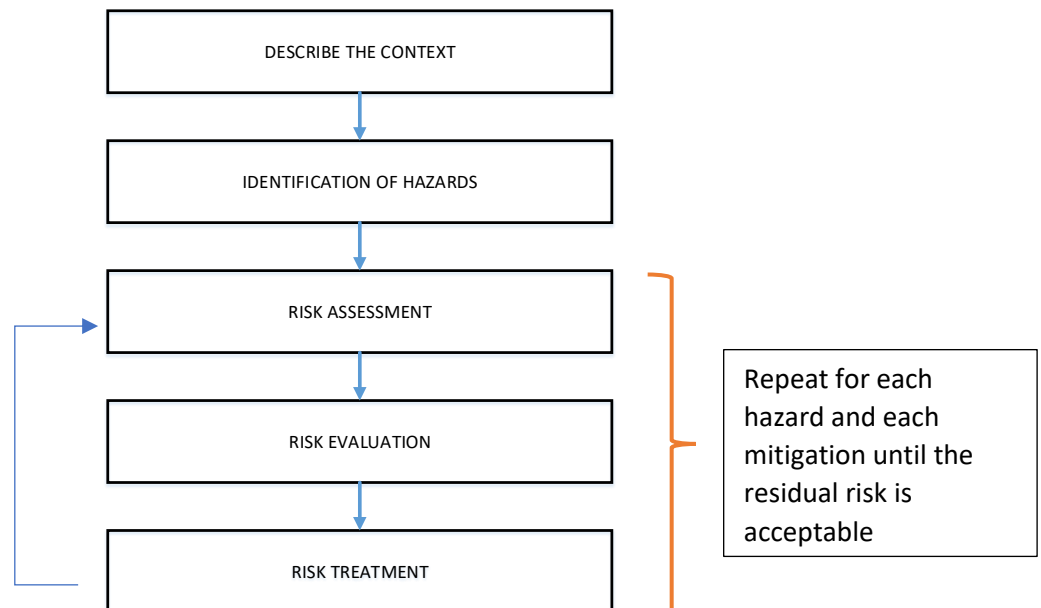 DESCRIBE THE CONTEXT
IDENTIFICATION OF HAZARDS
RISK ASSESSMENT
RISK EVALUATION
RISK TREATMENT
Repeat for each
hazard and each
mitigation until the
residual risk is
acceptable